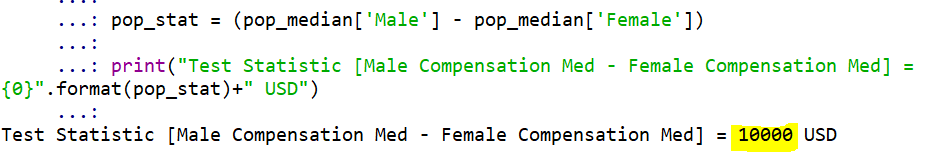 ...: pop_stat = (pop_median['Male'] - pop_median['Female'])
...:
...: print("Test Statistic [Male Compensation Med - Female Compensation Med] =
{0}".format(pop_stat)+" USD")
...:
Test Statistic [Male Compensation Med - Female Compensation Med] = 10000 USD